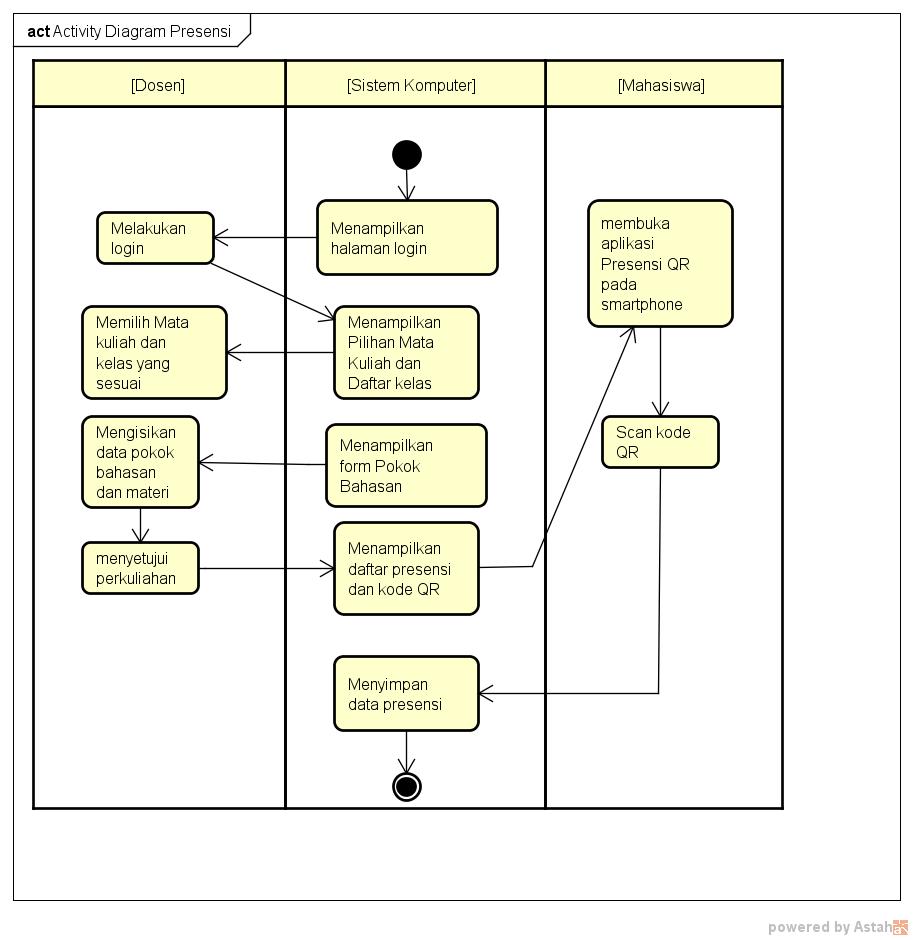 act Activity Diagram Presensi
[Dosen]
[Sistem Komputer]
[Mahasiswa]
Menampilkan
halaman login
Melakukan
login
Menampilkan
Pilihan Mata
Kuliah dan
Daftar kelas
Memilih Mata
kuliah dan
kelas yang
sesuai
Menampilkan
form Pokok
Bahasan
Mengisikan
data pokok
bahasan
dan materi
menyetujui
perkuliahan
Menampilkan
daftar presensi
dan kode QR
membuka
aplikasi
Presensi QR
pada
smartphone
Scan kode
QR
Menyimpan
data presensi
powered by Astah